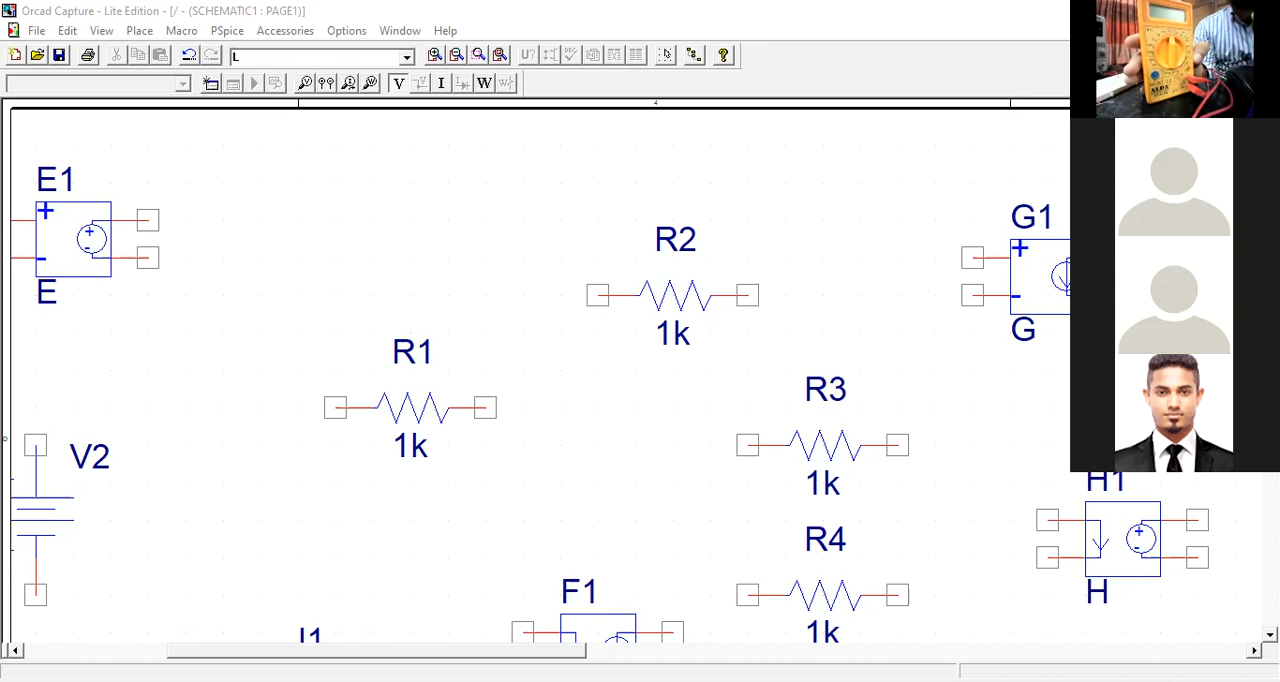 Orcad Capture - Lite Edition - [/ - (SCHEMATIC1 : PAGE1)]
File Edit View Place Macro PSpice Accessories Options Window Help
L
U?
?
V I W
4
E1
+
+
-
-
E
R2
1k
G1
+
-
G
R1
1k
R3
1k
V2
H1
+
-
H
R4
1k
F1
I1